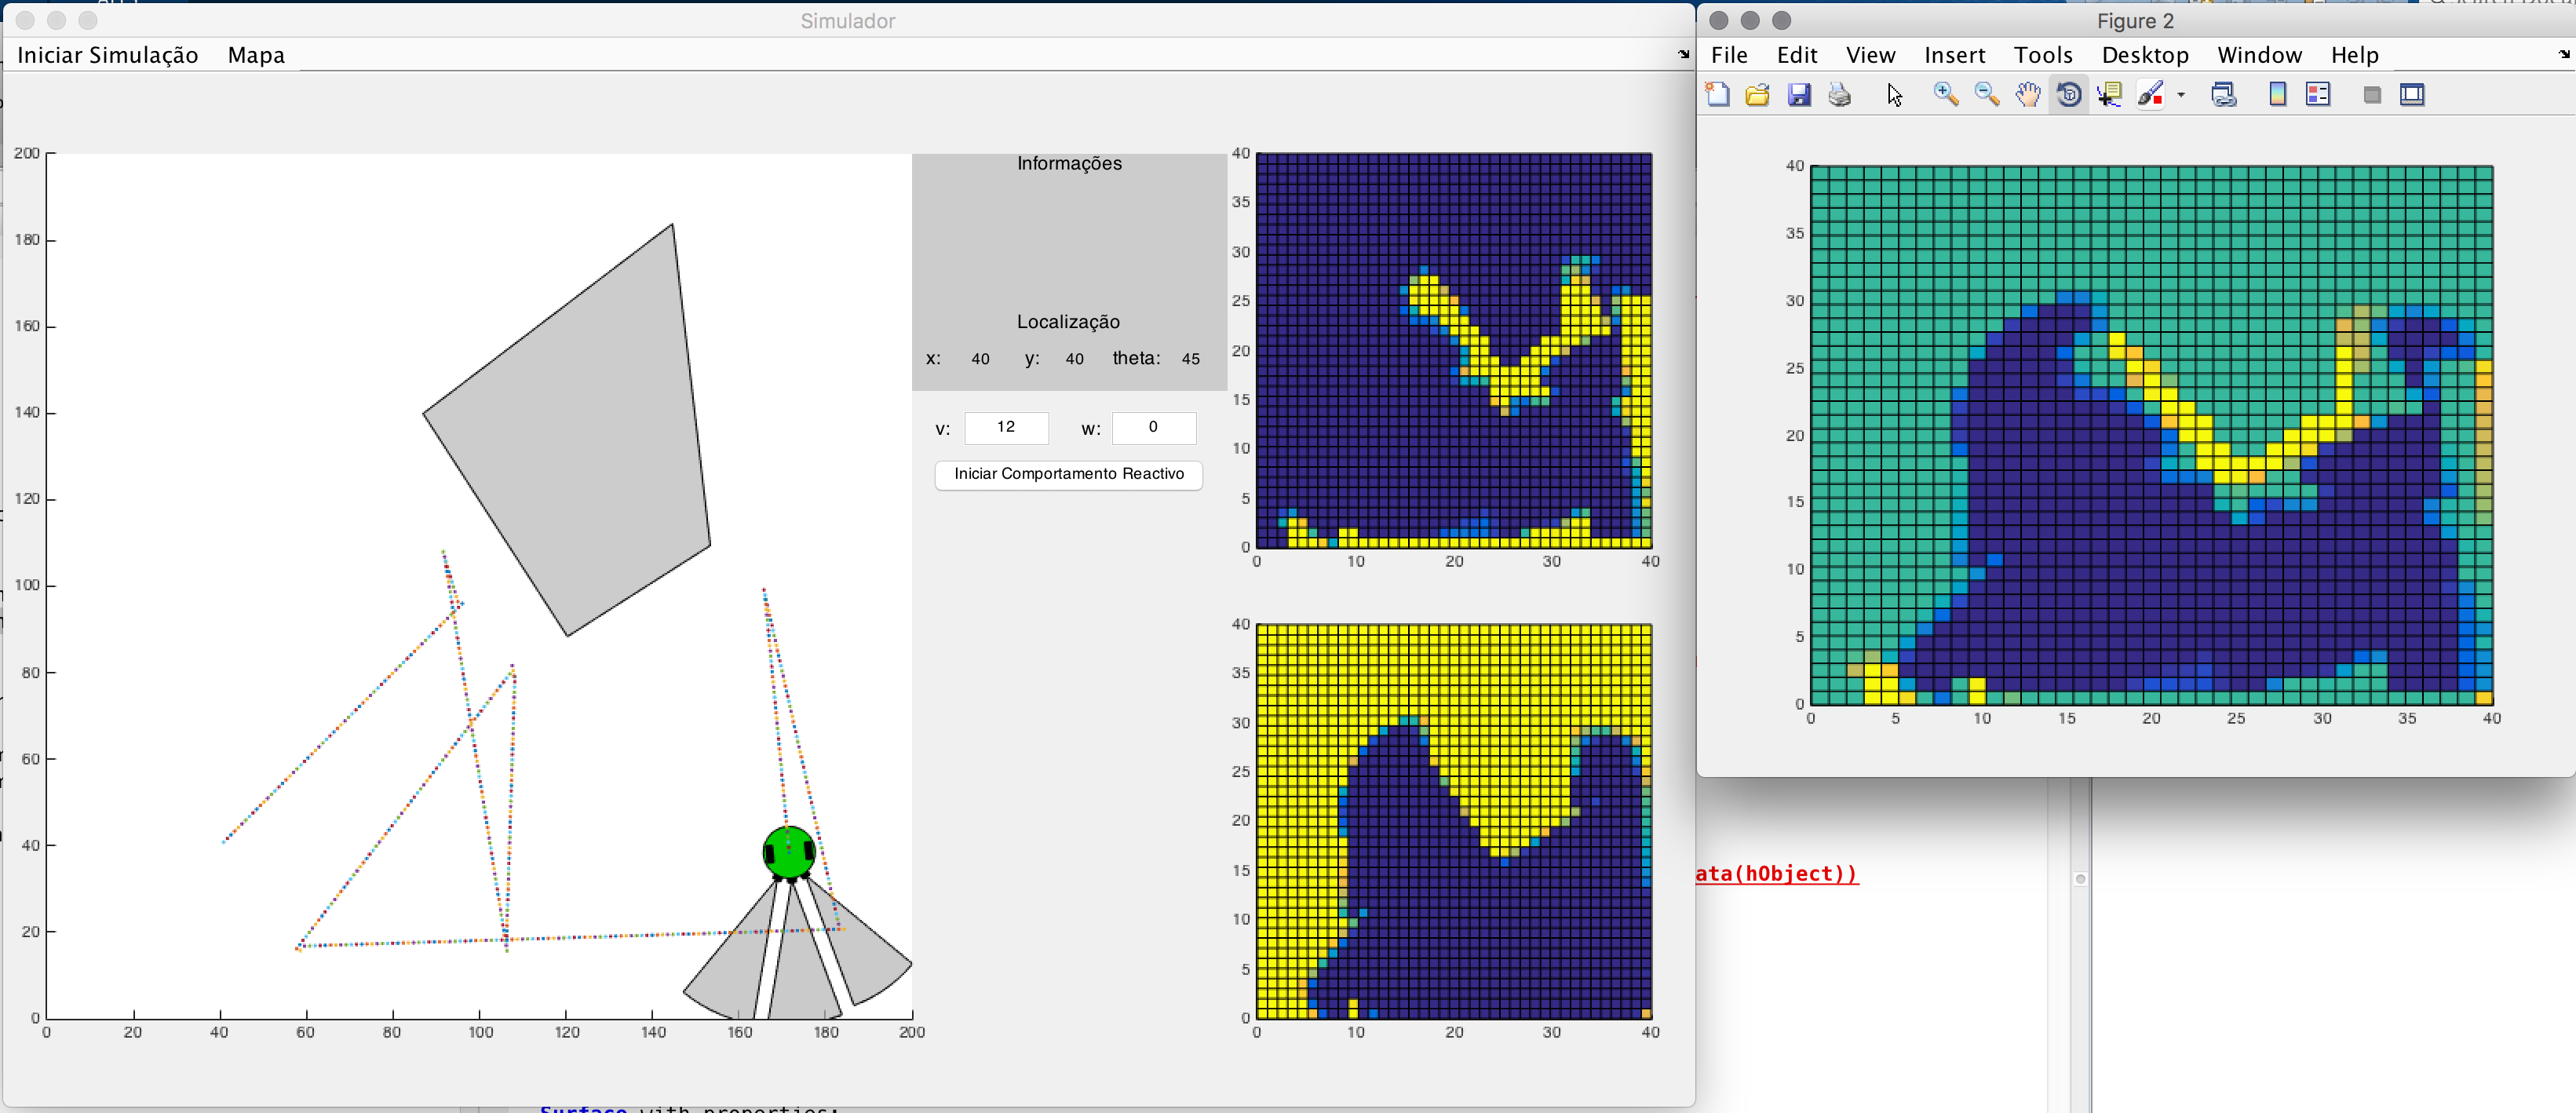 Simulador
Iniciar Simulação Mapa
200
180
160
140
120
100
80
60
40
20
0
0 20 40 60 80 100 120 140 160 180 200
Informações
Localização
x: 40 y: 40 theta: 45
v: 12 w: 0
Iniciar Comportamento Reactivo
40
35
30
25
20
15
10
5
0
0 10 20 30 40
40
35
30
25
20
15
10
5
0
0 10 20 30 40
Figure 2
File Edit View Insert Tools Desktop Window Help
40
35
30
25
20
15
10
5
0
0 5 10 15 20 25 30 35 40
ata(hObject))
Surface with properties: